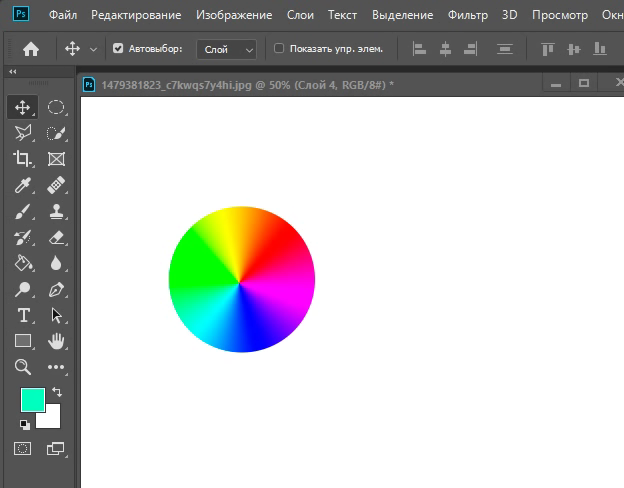 Ps Файл Редактирование Изображение Слои Текст Выделение Фильтр 3D Просмотр Окн
Автовыбор: Слой Показать упр. элем.
Ps 1479381823_c7kwqs7y4hi.jpg @ 50% (Слой 4, RGB/8#) *